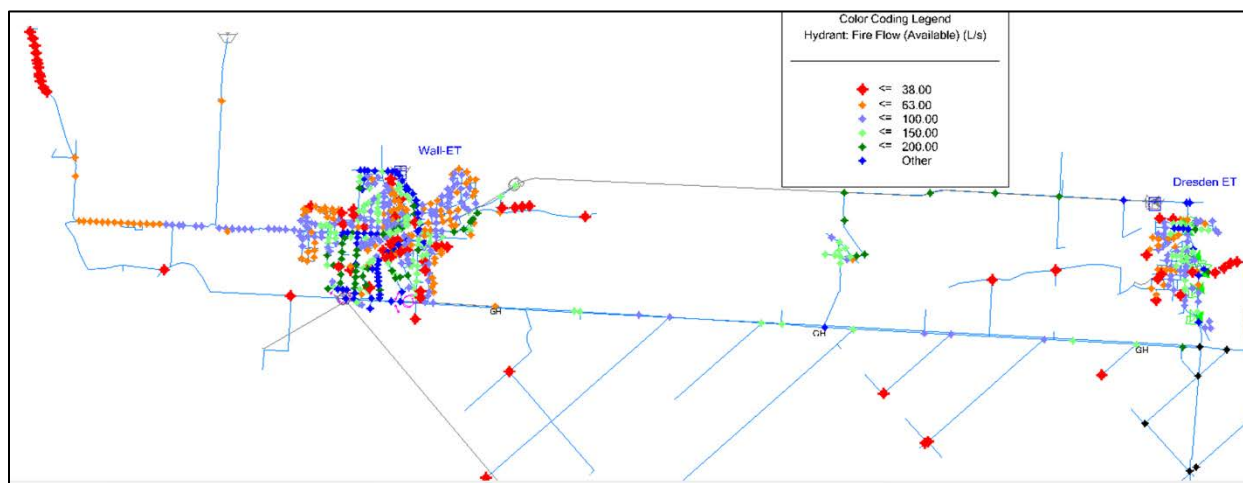 Color Coding Legend
Hydrant: Fire Flow (Available) (L/s)
<= 38.00
<= 63.00
<= 100.00
<= 150.00
<= 200.00
Other
Wall-ET
Dresden ET
GH
GH
GH